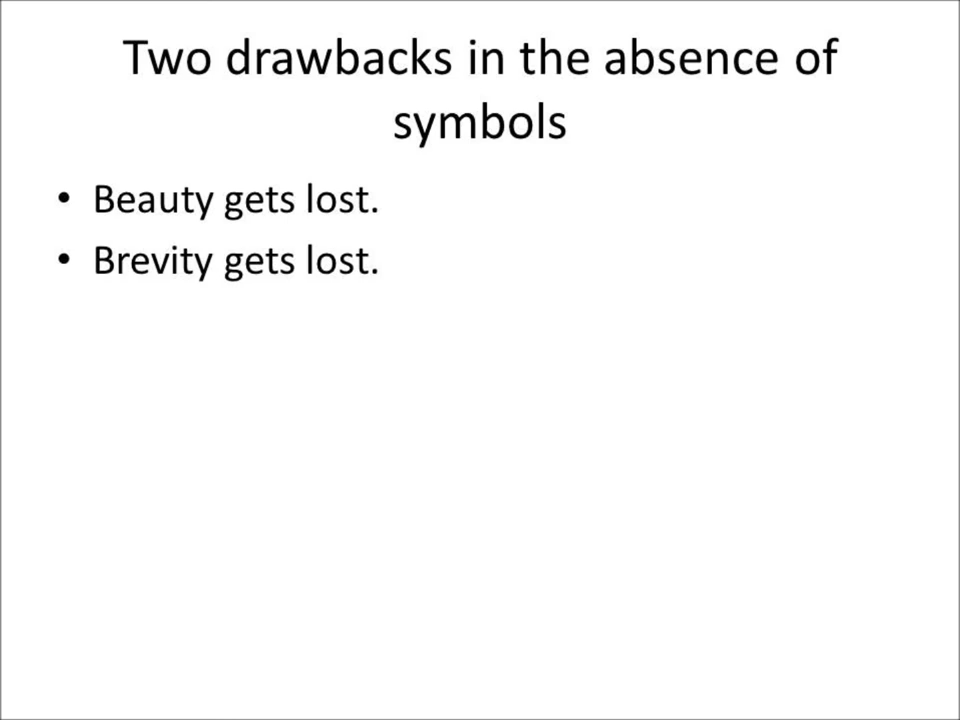 Two drawbacks in the absence of
symbols
• Beauty gets lost.
• Brevity gets lost.